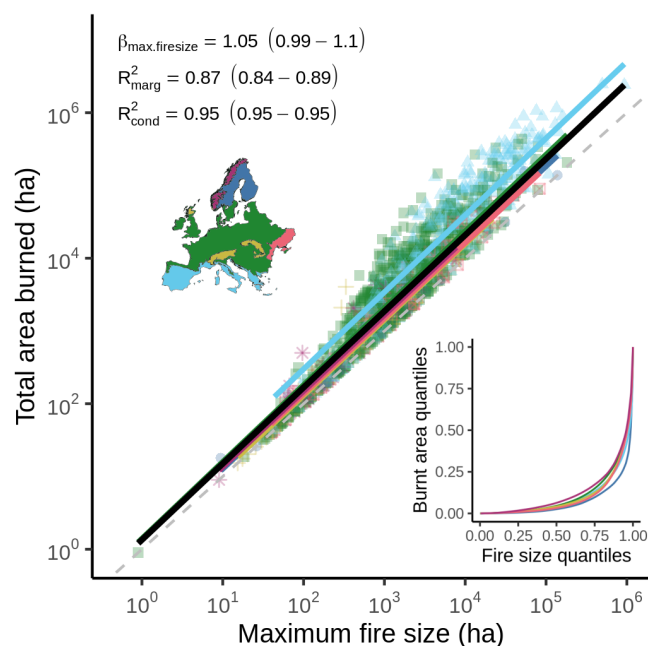 β_max.firesize = 1.05 (0.99 − 1.1)
R²_marg = 0.87 (0.84 − 0.89)
R²_cond = 0.95 (0.95 − 0.95)
Total area burned (ha)
10⁶
10⁴
10²
10⁰
10⁰ 10¹ 10² 10³ 10⁴ 10⁵ 10⁶
Maximum fire size (ha)
Burnt area quantiles
1.00
0.75
0.50
0.25
0.00
0.00 0.25 0.50 0.75 1.00
Fire size quantiles